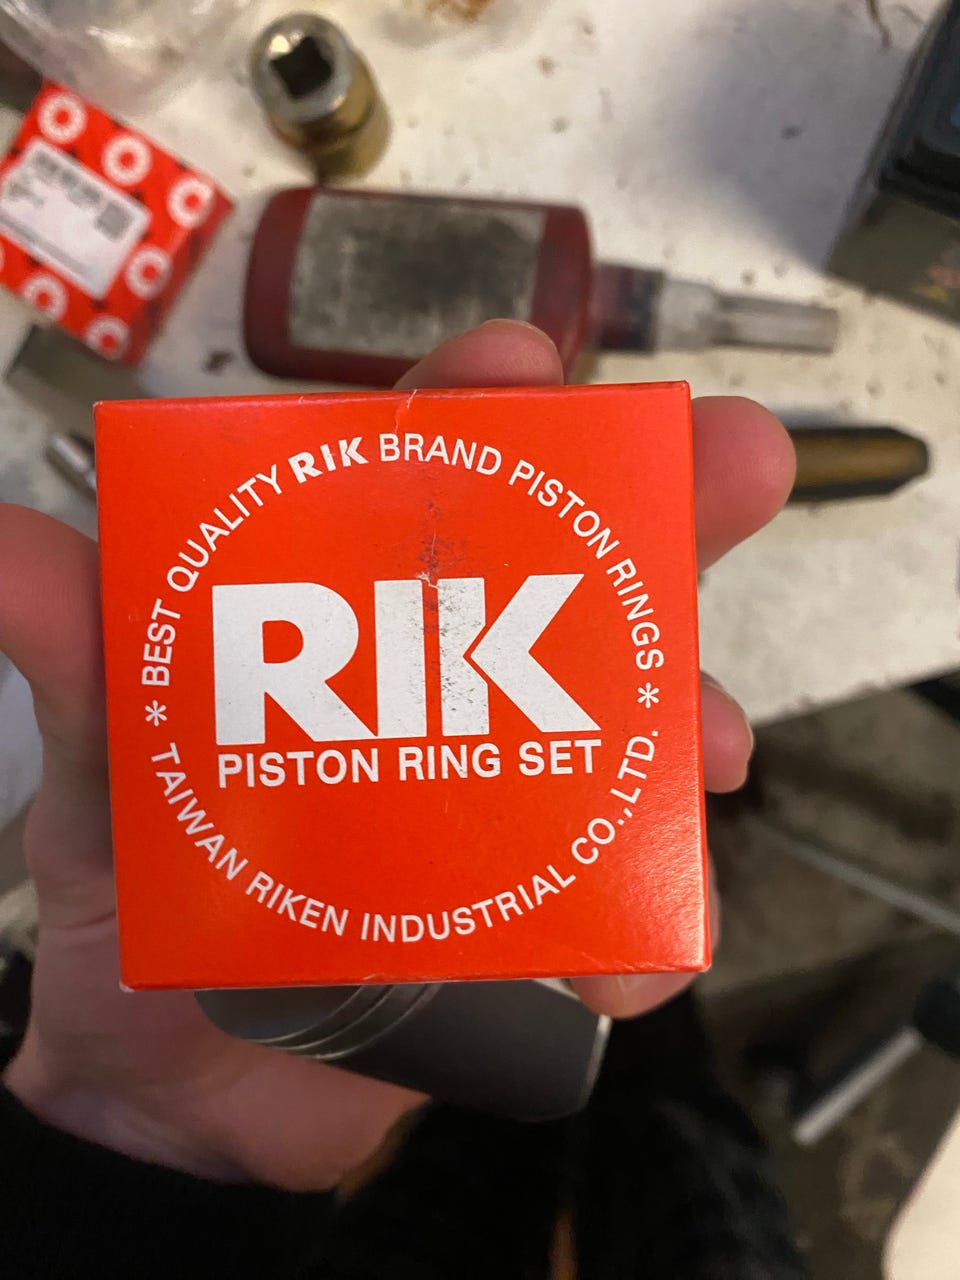 * BEST QUALITY RIK BRAND PISTON RINGS *
RIK
PISTON RING SET
TAIWAN RIKEN INDUSTRIAL CO.,LTD.